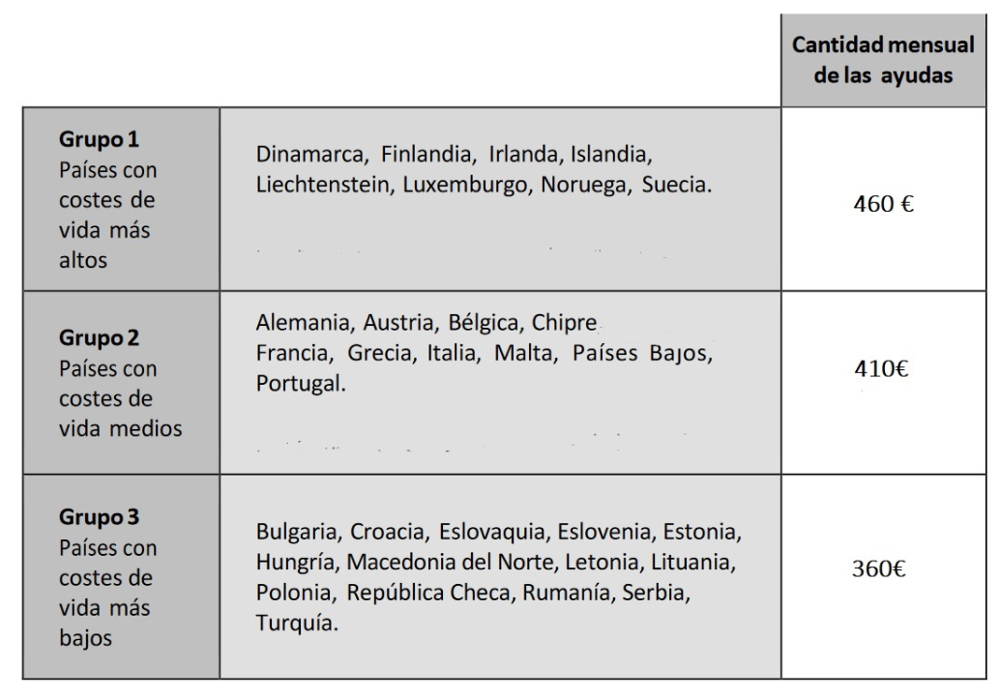 Cantidad mensual
de las ayudas
Grupo 1
Países con
costes de
vida más
altos
Dinamarca, Finlandia, Irlanda, Islandia,
Liechtenstein, Luxemburgo, Noruega, Suecia.
460 €
Grupo 2
Países con
costes de
vida medios
Alemania, Austria, Bélgica, Chipre
Francia, Grecia, Italia, Malta, Países Bajos,
Portugal.
410€
Grupo 3
Países con
costes de
vida más
bajos
Bulgaria, Croacia, Eslovaquia, Eslovenia, Estonia,
Hungría, Macedonia del Norte, Letonia, Lituania,
Polonia, República Checa, Rumanía, Serbia,
Turquía.
360€